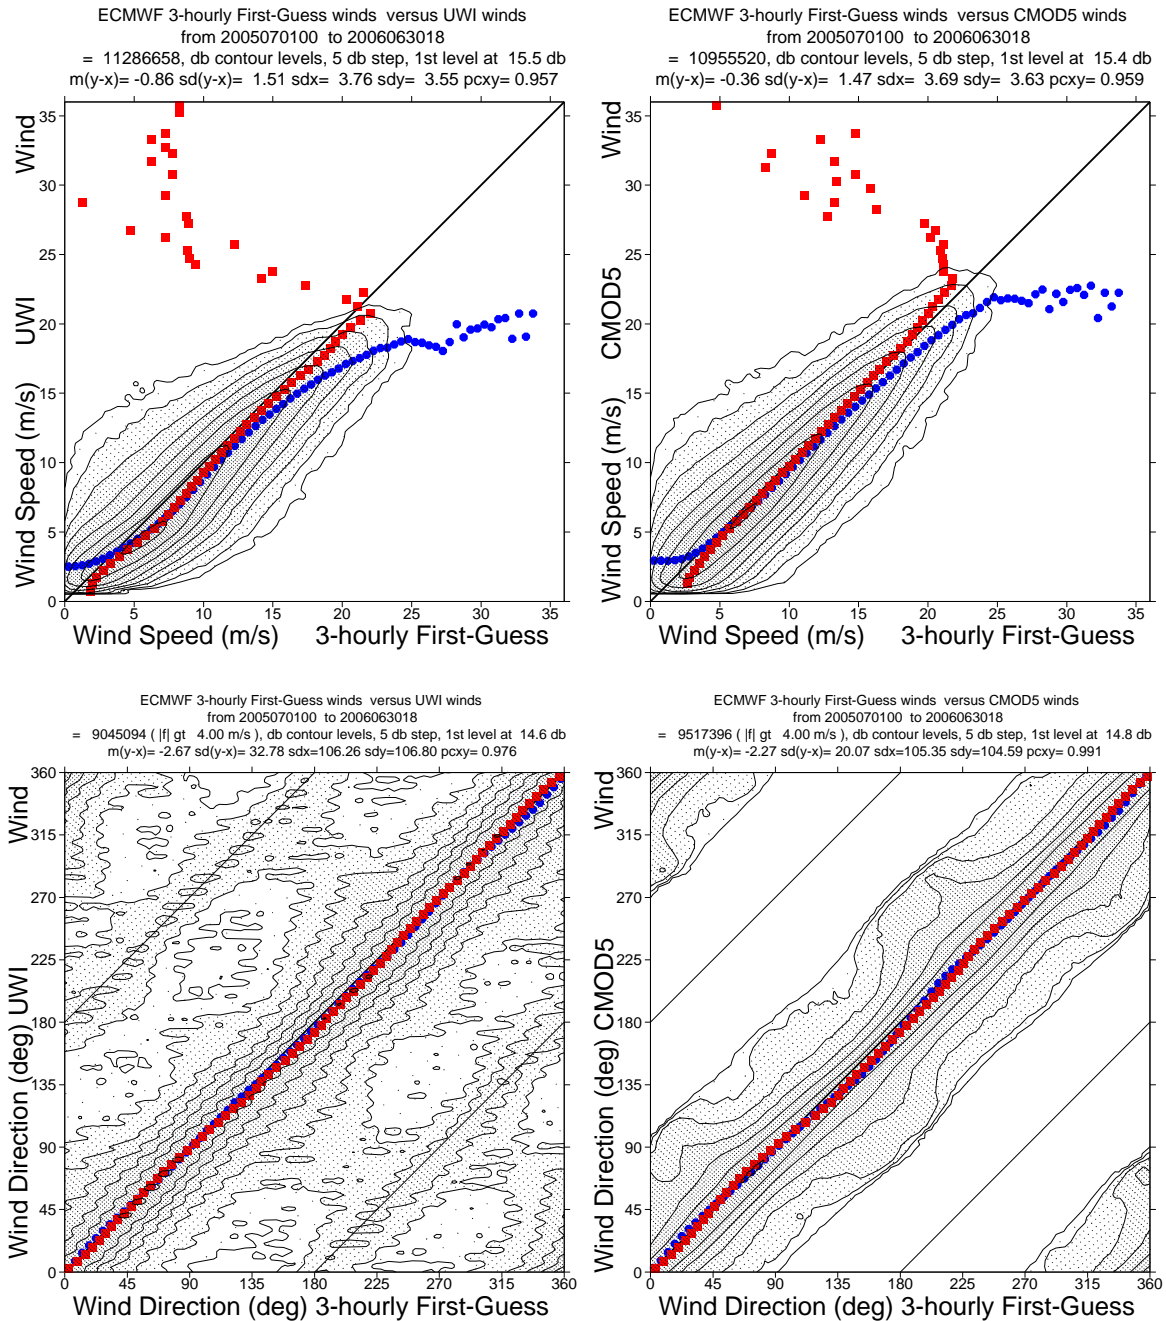 ECMWF 3-hourly First-Guess winds versus UWI winds
from 2005070100 to 2006063018
= 11286658, db contour levels, 5 db step, 1st level at 15.5 db
m(y-x)= -0.86 sd(y-x)= 1.51 sdx= 3.76 sdy= 3.55 pcxy= 0.957
Wind Speed (m/s) UWI Wind
35
30
25
20
15
10
5
0
0 5 10 15 20 25 30 35
Wind Speed (m/s) 3-hourly First-Guess
ECMWF 3-hourly First-Guess winds versus CMOD5 winds
from 2005070100 to 2006063018
= 10955520, db contour levels, 5 db step, 1st level at 15.4 db
m(y-x)= -0.36 sd(y-x)= 1.47 sdx= 3.69 sdy= 3.63 pcxy= 0.959
Wind Speed (m/s) CMOD5 Wind
35
30
25
20
15
10
5
0
0 5 10 15 20 25 30 35
Wind Speed (m/s) 3-hourly First-Guess
ECMWF 3-hourly First-Guess winds versus UWI winds
from 2005070100 to 2006063018
= 9045094 ( |f| gt 4.00 m/s ), db contour levels, 5 db step, 1st level at 14.6 db
m(y-x)= -2.67 sd(y-x)= 32.78 sdx=106.26 sdy=106.80 pcxy= 0.976
Wind Direction (deg) UWI Wind
360
315
270
225
180
135
90
45
0
0 45 90 135 180 225 270 315 360
Wind Direction (deg) 3-hourly First-Guess
ECMWF 3-hourly First-Guess winds versus CMOD5 winds
from 2005070100 to 2006063018
= 9517396 ( |f| gt 4.00 m/s ), db contour levels, 5 db step, 1st level at 14.8 db
m(y-x)= -2.27 sd(y-x)= 20.07 sdx=105.35 sdy=104.59 pcxy= 0.991
Wind Direction (deg) CMOD5 Wind
360
315
270
225
180
135
90
45
0
0 45 90 135 180 225 270 315 360
Wind Direction (deg) 3-hourly First-Guess